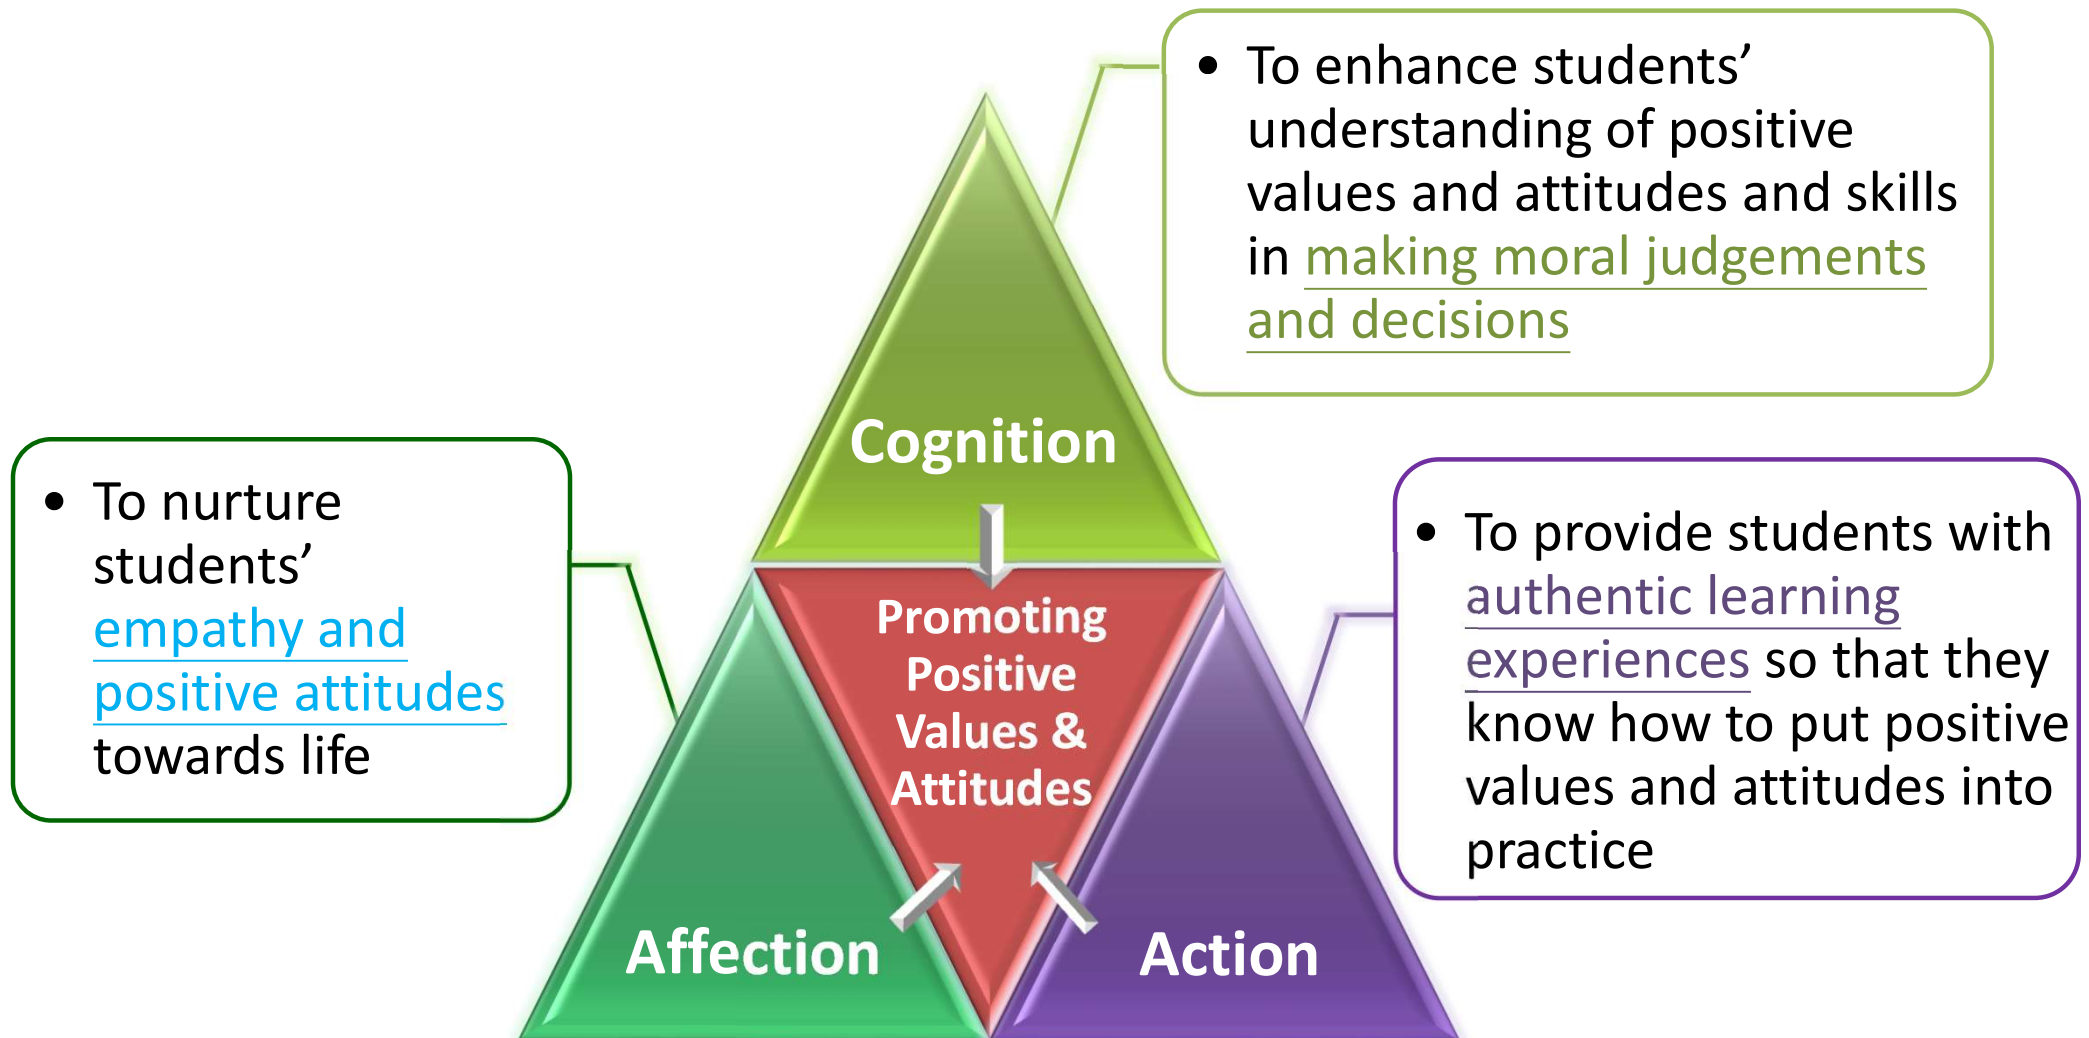 • To enhance students’
understanding of positive
values and attitudes and skills
in making moral judgements
and decisions
Cognition
• To nurture
students’
empathy and
positive attitudes
towards life
Promoting
Positive
Values &
Attitudes
• To provide students with
authentic learning
experiences so that they
know how to put positive
values and attitudes into
practice
Affection
Action